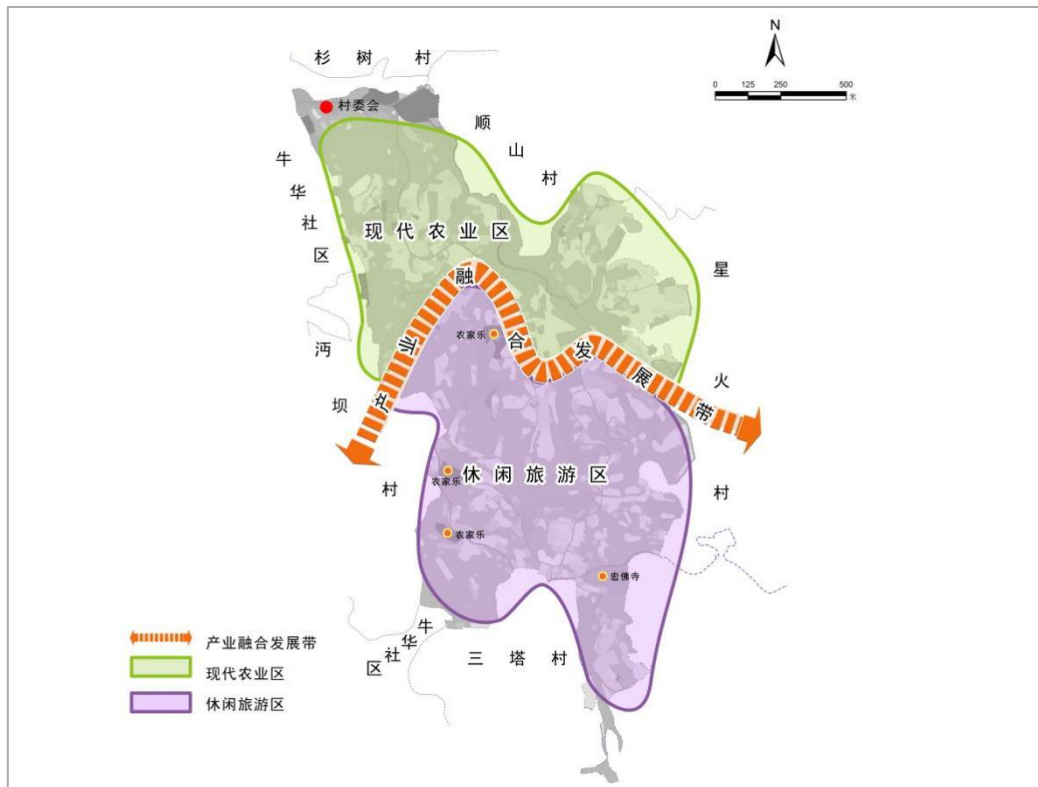 N
0 125 250 500
米
杉树村
村委会
顺山村
牛华社区
现代农业区
星火村
沔坝村
产业融合发展带
农家乐
休闲旅游区
农家乐
农家乐
宏佛寺
牛华社区
三塔村
产业融合发展带
现代农业区
休闲旅游区